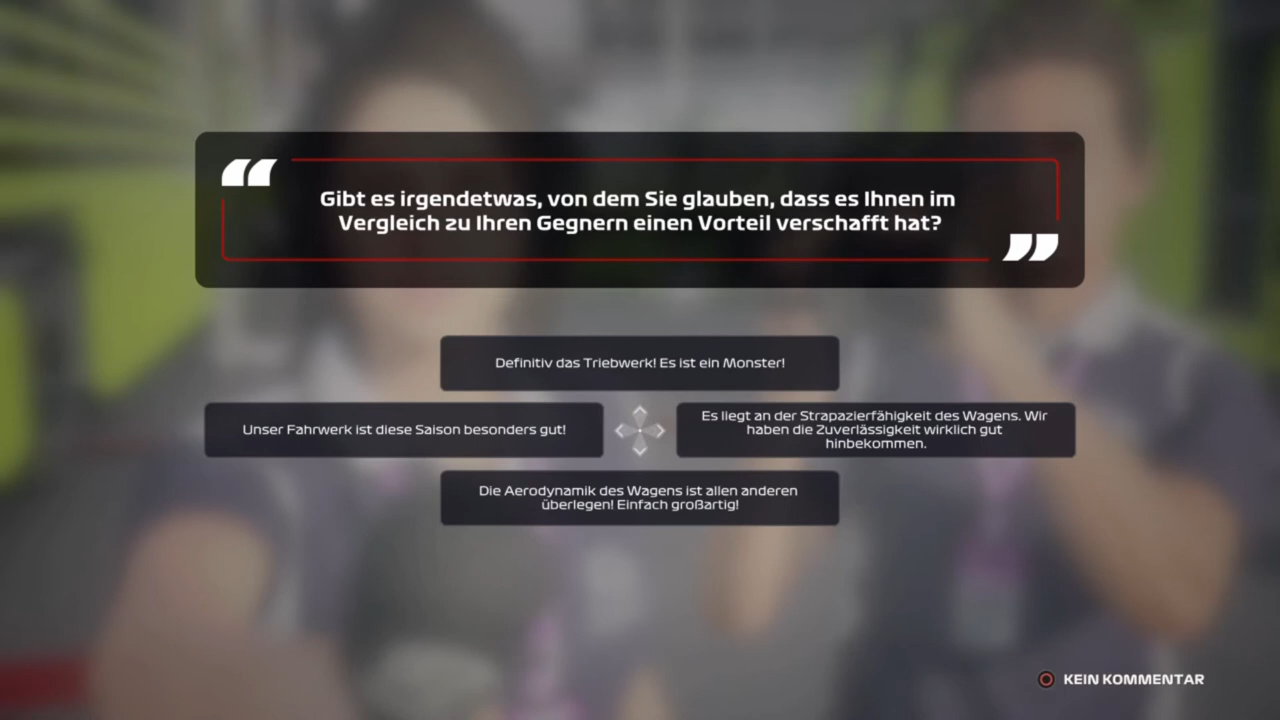 Gibt es irgendetwas, von dem Sie glauben, dass es Ihnen im
Vergleich zu Ihren Gegnern einen Vorteil verschafft hat?
Definitiv das Triebwerk! Es ist ein Monster!
Unser Fahrwerk ist diese Saison besonders gut!
Es liegt an der Strapazierfähigkeit des Wagens. Wir
haben die Zuverlässigkeit wirklich gut
hinbekommen.
Die Aerodynamik des Wagens ist allen anderen
überlegen! Einfach großartig!
KEIN KOMMENTAR